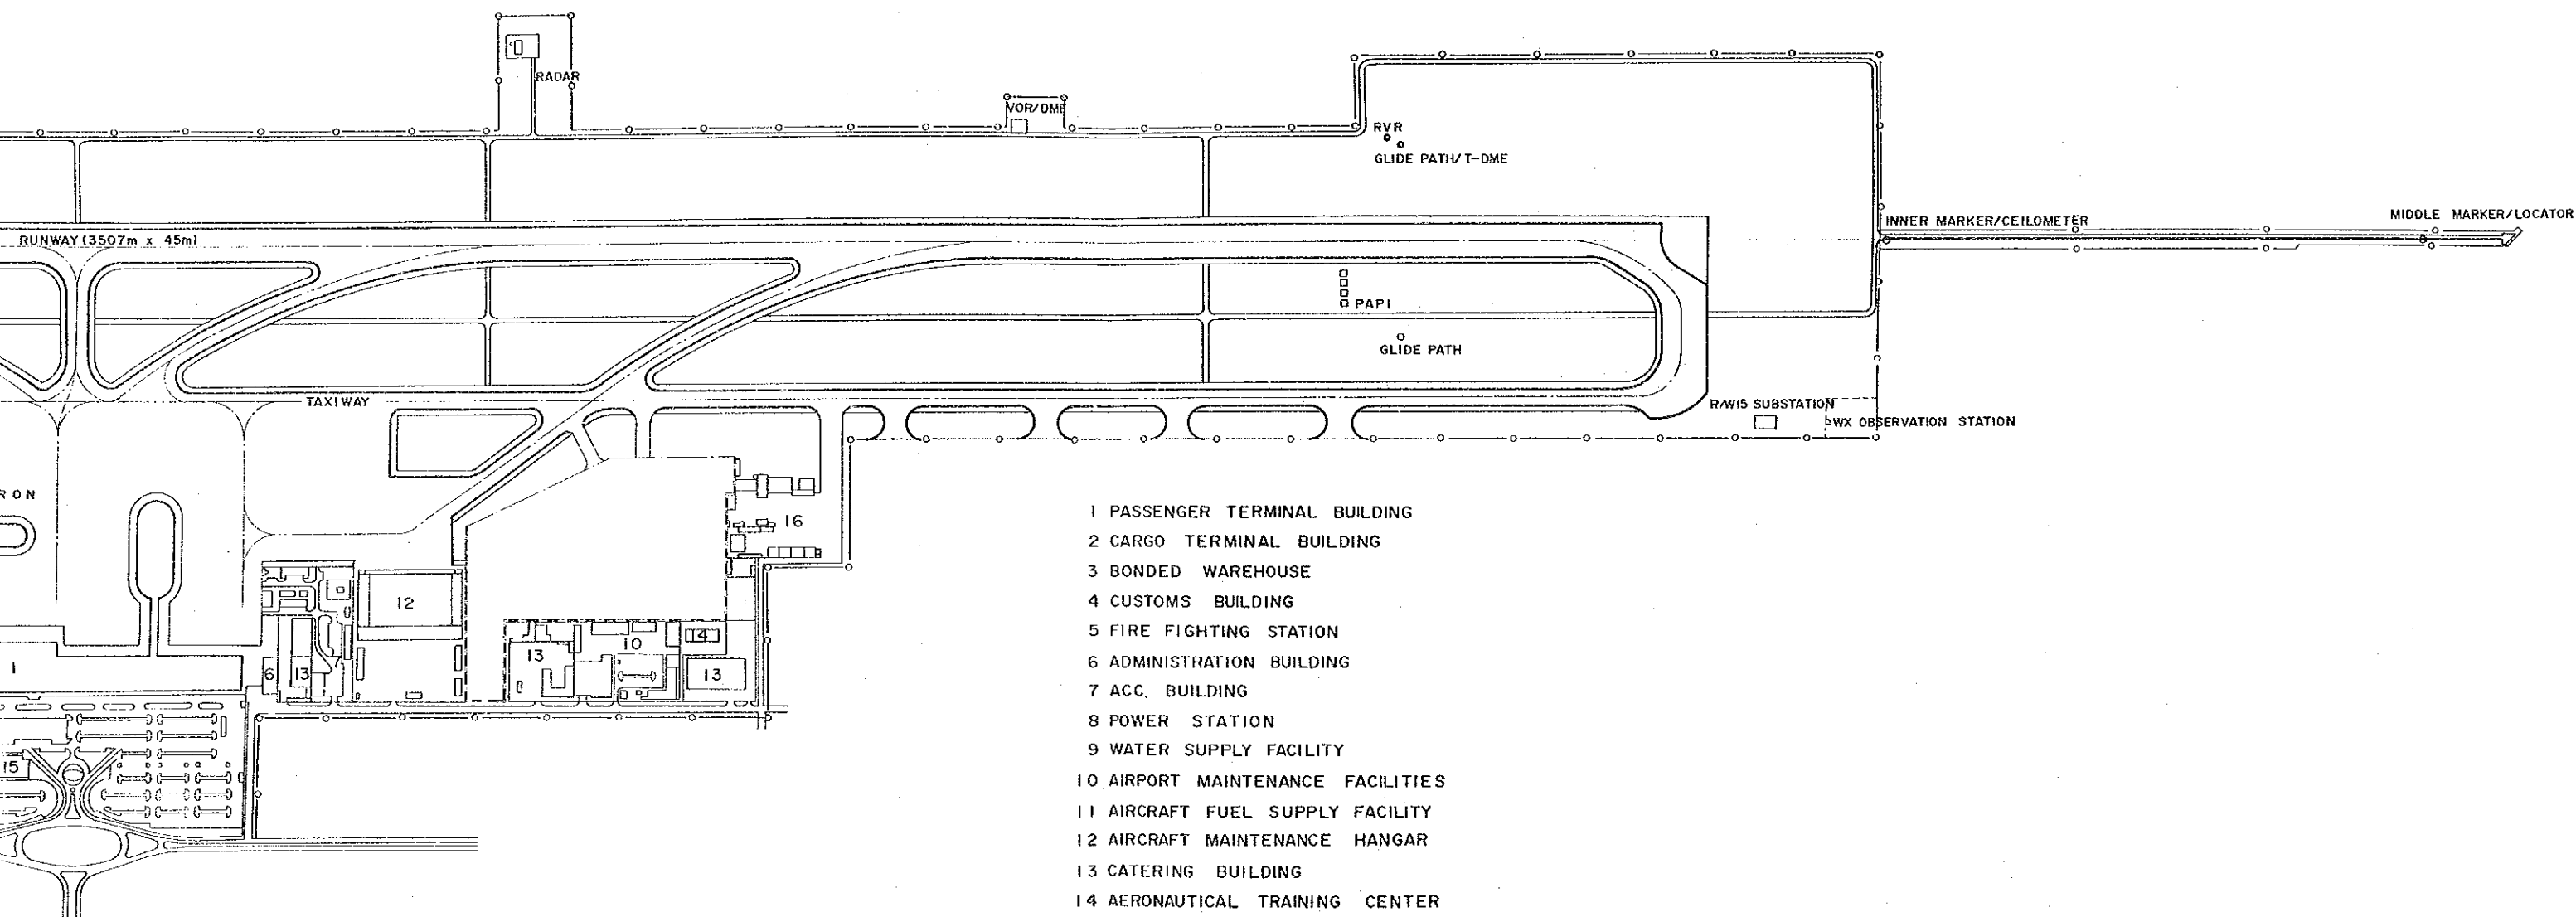 RADAR
VOR/DME
RVR
GLIDE PATH/T-DME
INNER MARKER/CEILOMETER
MIDDLE MARKER/LOCATOR
RUNWAY (3507m x 45m)
PAPI
GLIDE PATH
TAXIWAY
R/W15 SUBSTATION
WX OBSERVATION STATION
RON
16
12
4
10
13
13
1
6
13
15
1 PASSENGER TERMINAL BUILDING
2 CARGO TERMINAL BUILDING
3 BONDED WAREHOUSE
4 CUSTOMS BUILDING
5 FIRE FIGHTING STATION
6 ADMINISTRATION BUILDING
7 ACC. BUILDING
8 POWER STATION
9 WATER SUPPLY FACILITY
10 AIRPORT MAINTENANCE FACILITIES
11 AIRCRAFT FUEL SUPPLY FACILITY
12 AIRCRAFT MAINTENANCE HANGAR
13 CATERING BUILDING
14 AERONAUTICAL TRAINING CENTER